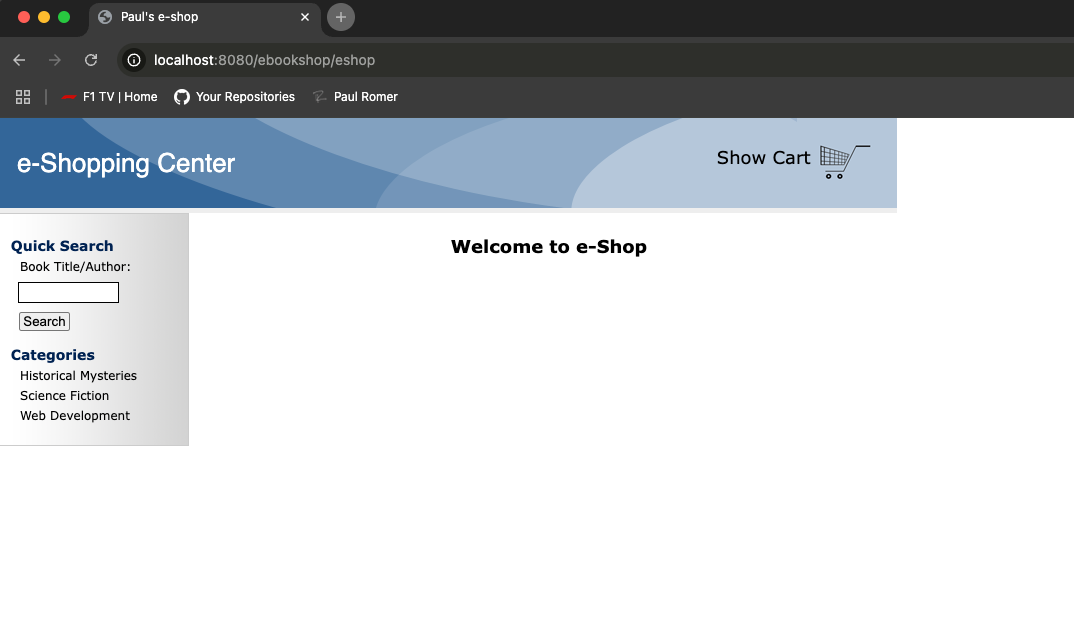 Paul's e-shop
localhost:8080/ebookshop/eshop
F1 TV | Home Your Repositories Paul Romer
e-Shopping Center
Show Cart
Quick Search
Book Title/Author:
Search
Categories
Historical Mysteries
Science Fiction
Web Development
Welcome to e-Shop